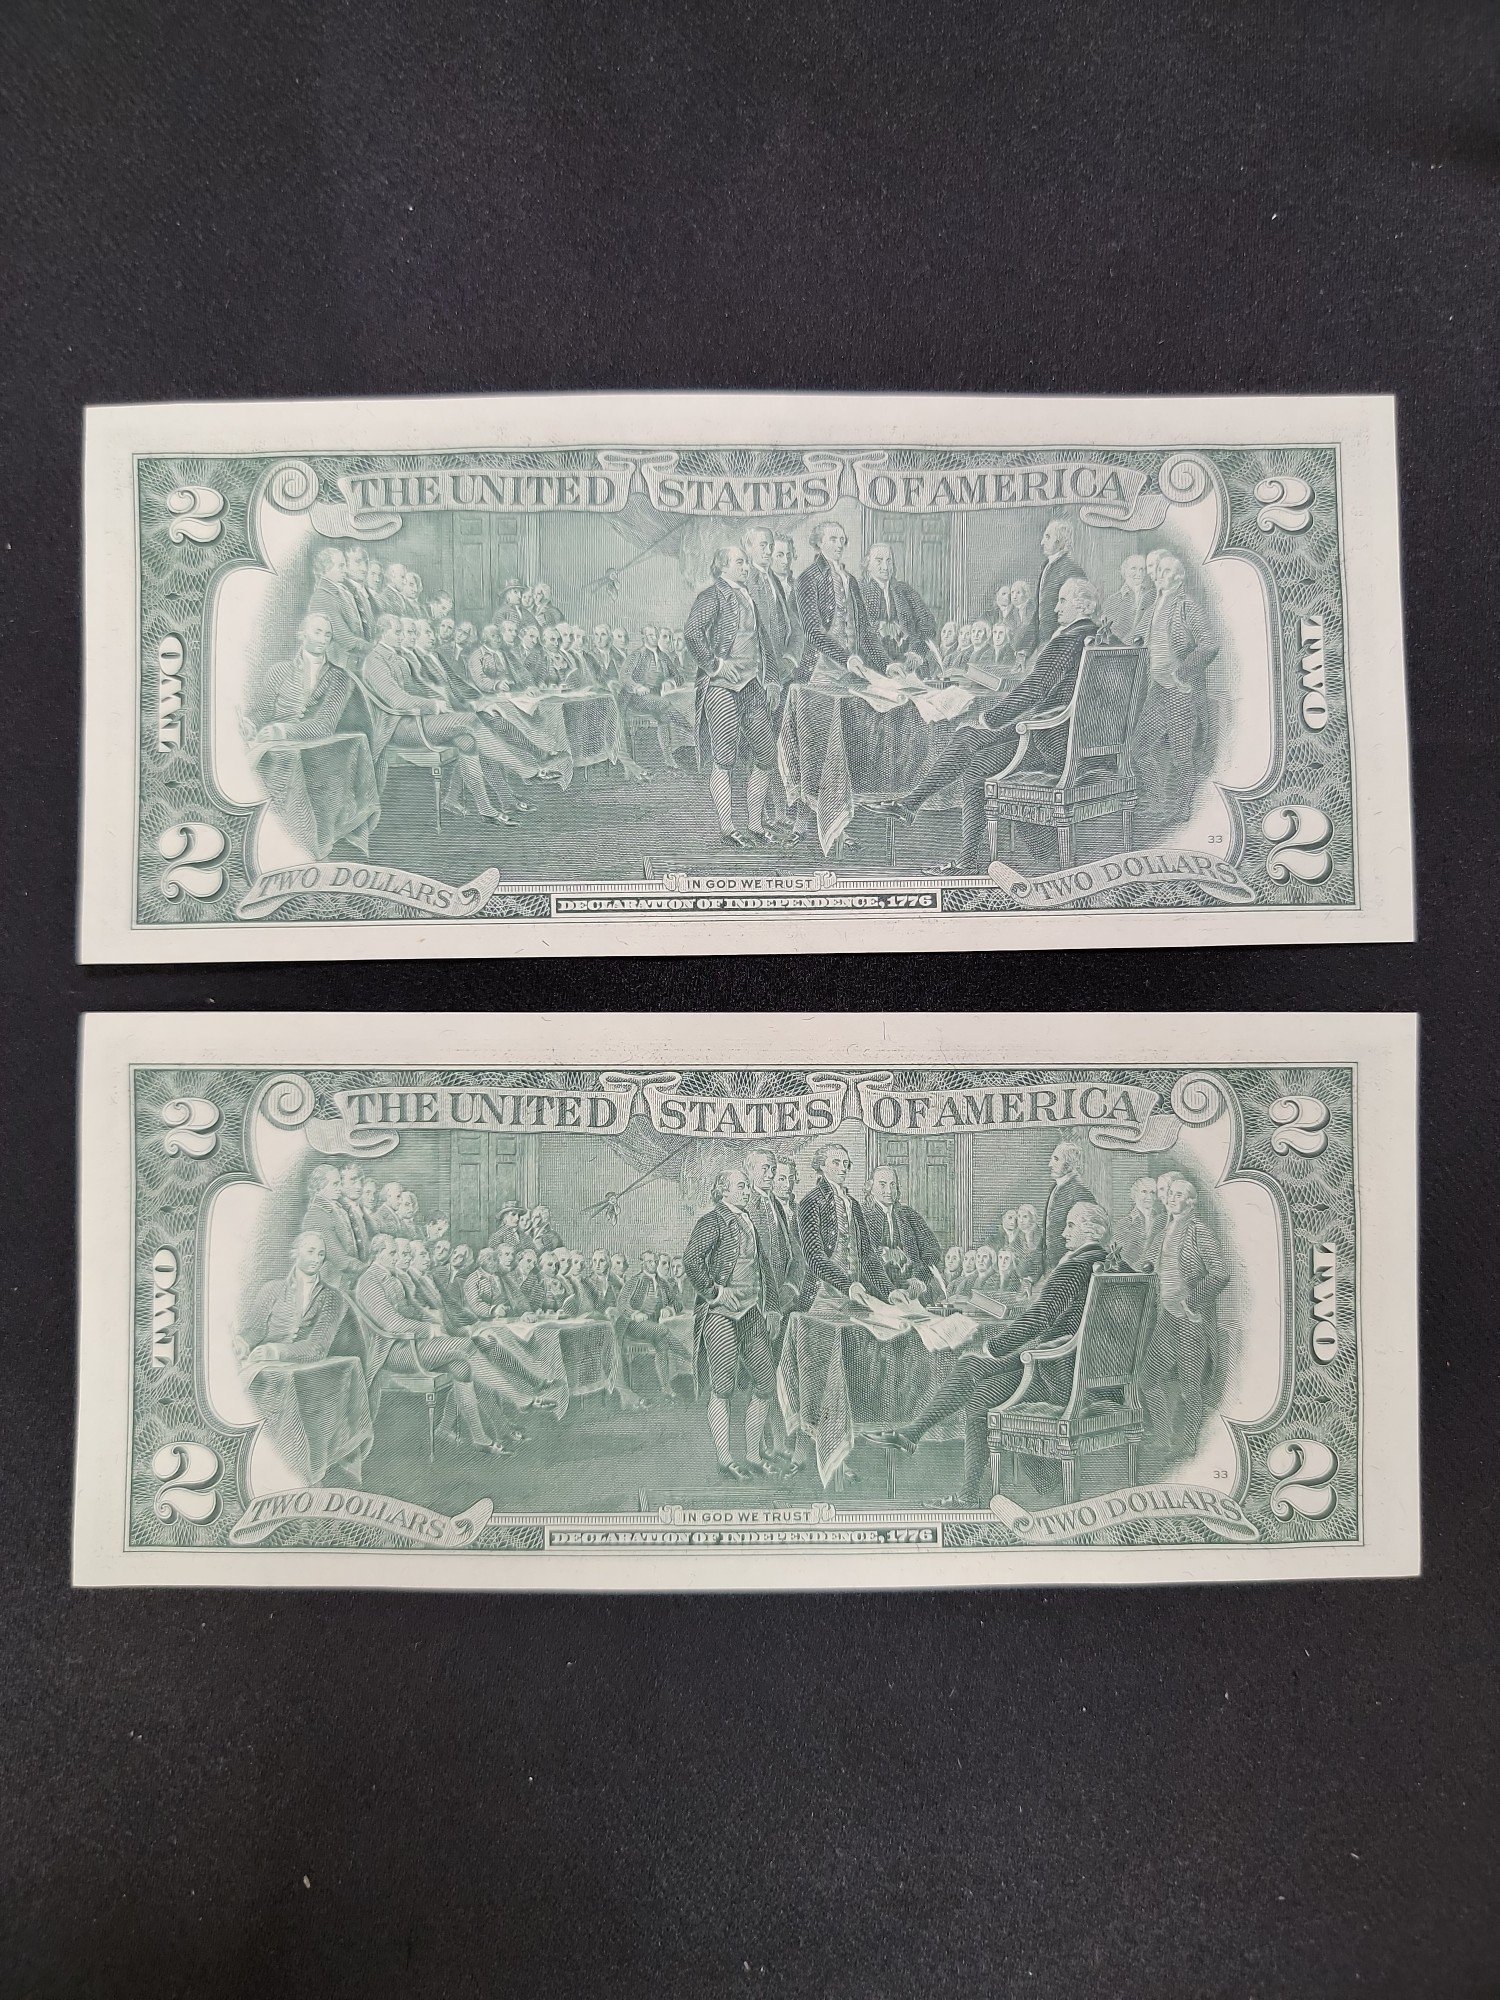 THE UNITED STATES OF AMERICA
2 2
TWO TWO
33
2 2
TWO DOLLARS IN GOD WE TRUST TWO DOLLARS
DECLARATION OF INDEPENDENCE, 1776
THE UNITED STATES OF AMERICA
2 2
TWO TWO
33
2 2
TWO DOLLARS IN GOD WE TRUST TWO DOLLARS
DECLARATION OF INDEPENDENCE, 1776